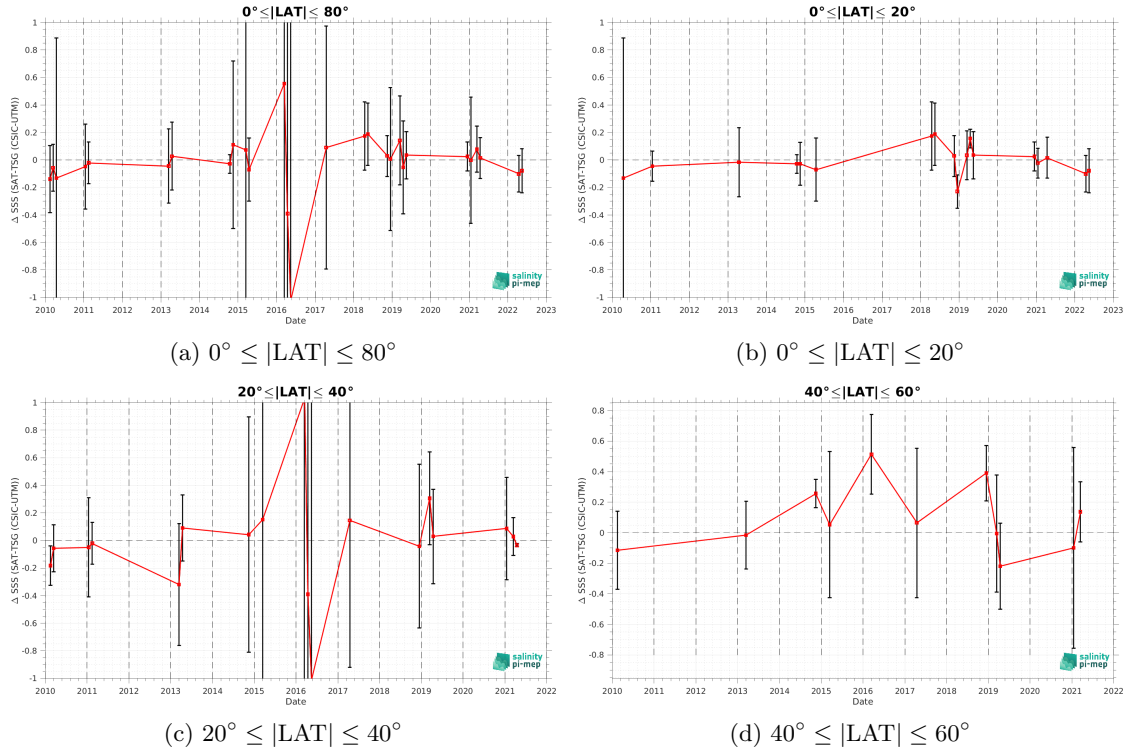 0°≤|LAT|≤ 80°
Δ SSS (SAT-TSG (CSIC-UTM))
1
0.8
0.6
0.4
0.2
0
-0.2
-0.4
-0.6
-0.8
-1
2010 2011 2012 2013 2014 2015 2016 2017 2018 2019 2020 2021 2022 2023
Date
salinity
pi-mep
(a) 0° ≤ |LAT| ≤ 80°
0°≤|LAT|≤ 20°
Δ SSS (SAT-TSG (CSIC-UTM))
1
0.8
0.6
0.4
0.2
0
-0.2
-0.4
-0.6
-0.8
-1
2010 2011 2012 2013 2014 2015 2016 2017 2018 2019 2020 2021 2022 2023
Date
salinity
pi-mep
(b) 0° ≤ |LAT| ≤ 20°
20°≤|LAT|≤ 40°
Δ SSS (SAT-TSG (CSIC-UTM))
1
0.8
0.6
0.4
0.2
0
-0.2
-0.4
-0.6
-0.8
-1
2010 2011 2012 2013 2014 2015 2016 2017 2018 2019 2020 2021 2022
Date
salinity
pi-mep
(c) 20° ≤ |LAT| ≤ 40°
40°≤|LAT|≤ 60°
Δ SSS (SAT-TSG (CSIC-UTM))
0.8
0.6
0.4
0.2
0
-0.2
-0.4
-0.6
-0.8
2010 2011 2012 2013 2014 2015 2016 2017 2018 2019 2020 2021 2022
Date
salinity
pi-mep
(d) 40° ≤ |LAT| ≤ 60°